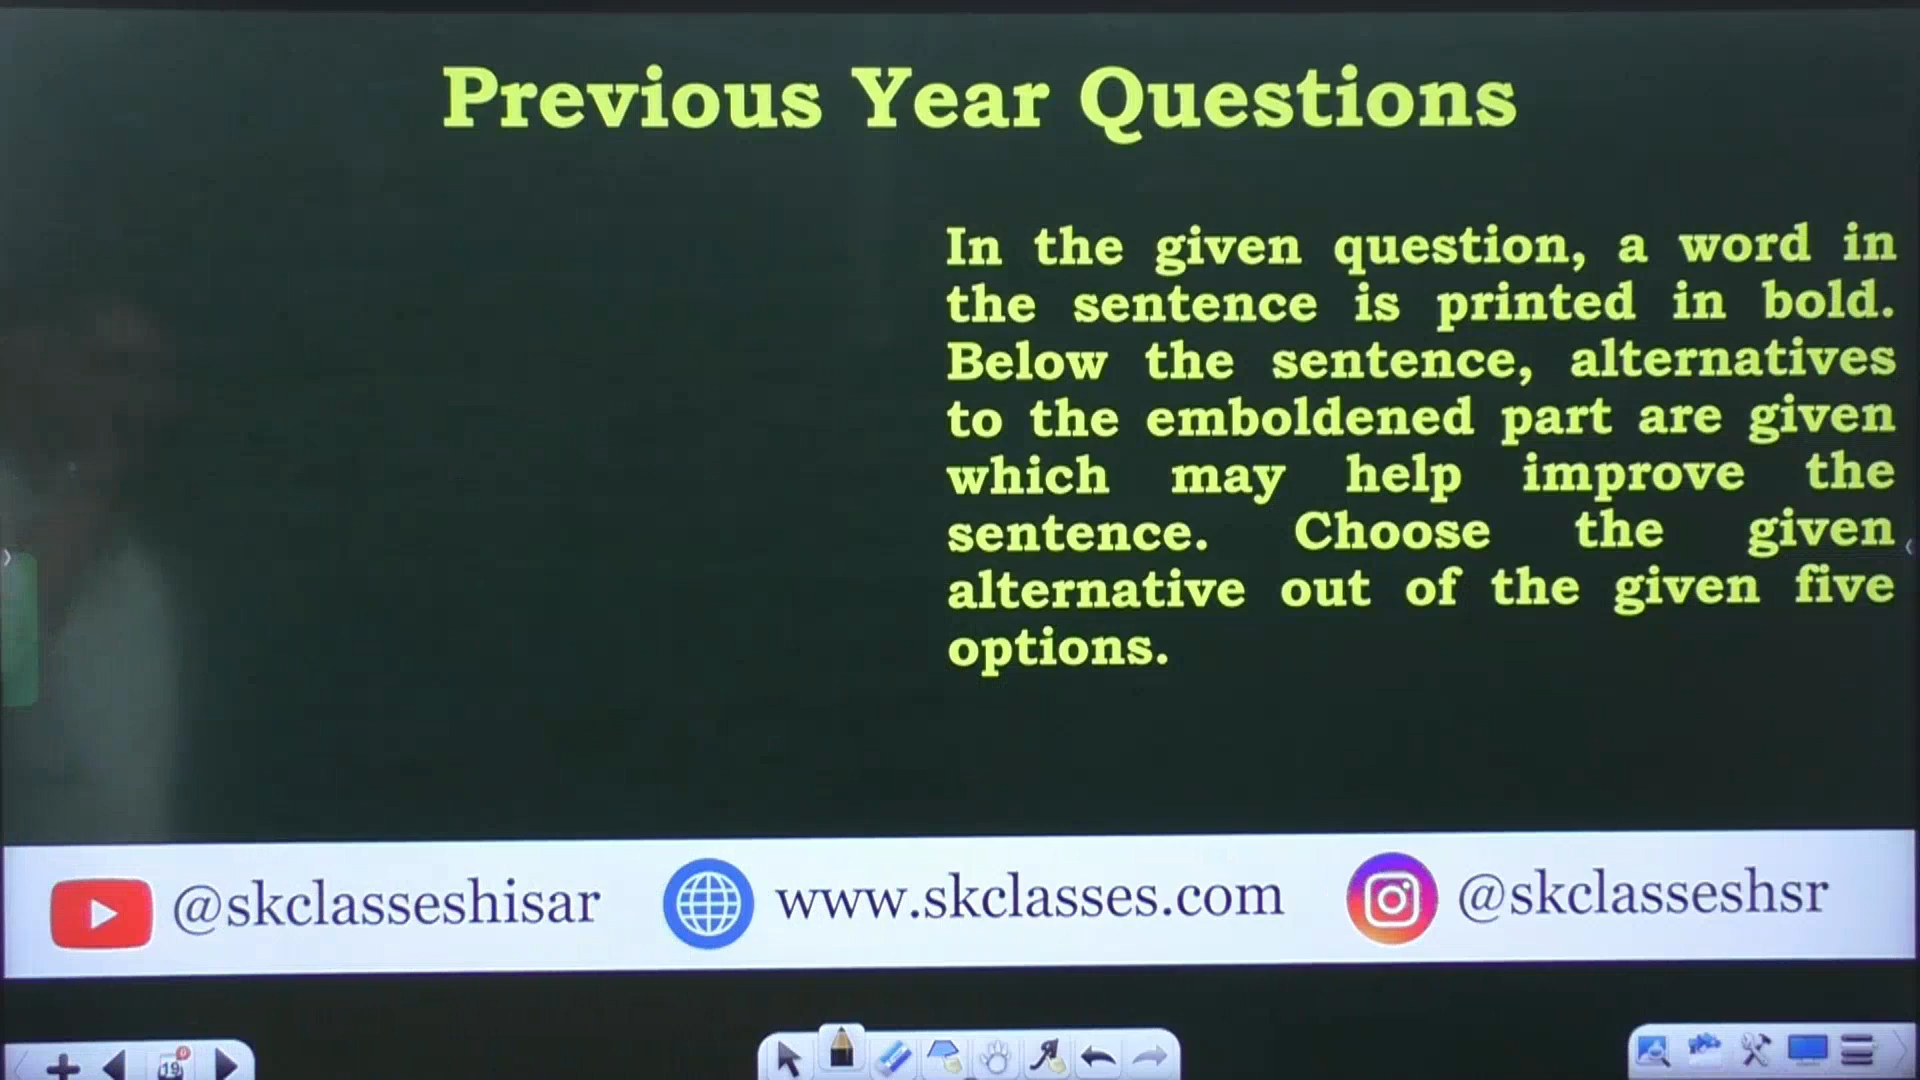 Previous Year Questions
In the given question, a word in
the sentence is printed in bold.
Below the sentence, alternatives
to the emboldened part are given
which may help improve the
sentence. Choose the given
alternative out of the given five
options.
@skclasseshisar www.skclasses.com @skclasseshsr
19